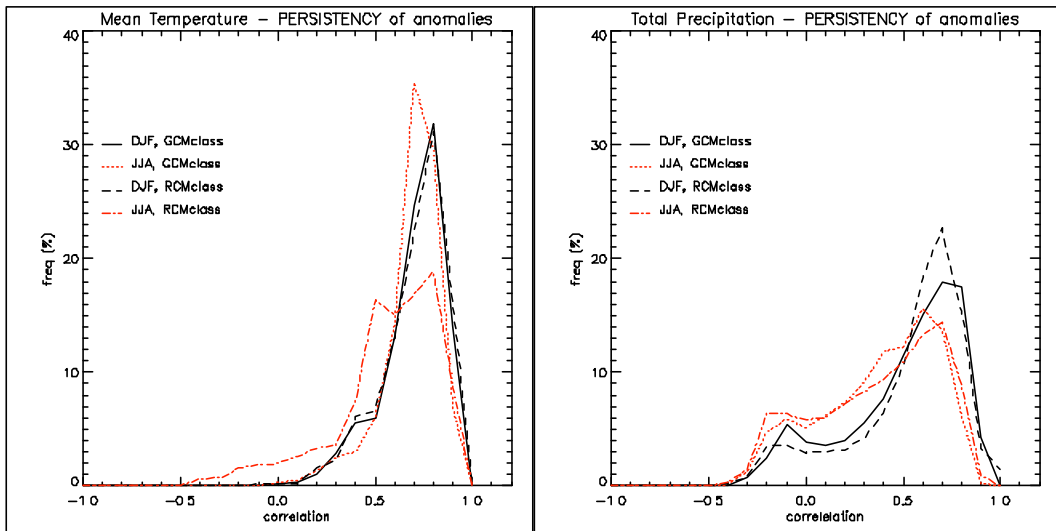 Mean Temperature – PERSISTENCY of anomalies
40
30
20
10
0
freq (%)
DJF, GCMclass
JJA, GCMclass
DJF, RCMclass
JJA, RCMclass
-1.0 -0.5 0.0 0.5 1.0
correlation
Total Precipitation – PERSISTENCY of anomalies
40
30
20
10
0
freq (%)
DJF, GCMclass
JJA, GCMclass
DJF, RCMclass
JJA, RCMclass
-1.0 -0.5 0.0 0.5 1.0
correlation